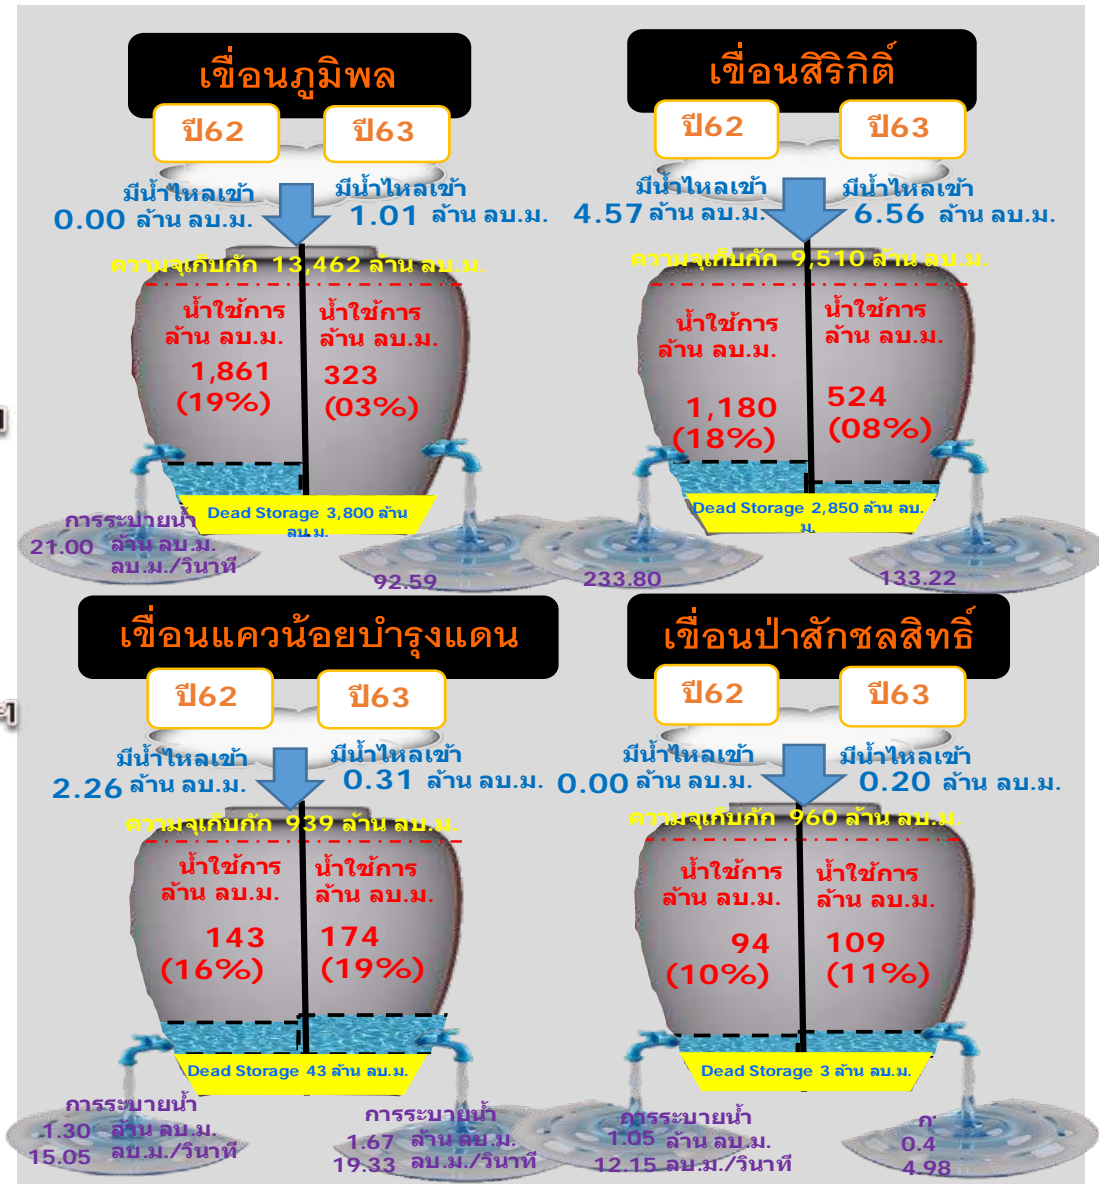 เขื่อนภูมิพล
ปี62
ปี63
มีน้ำไหลเข้า
0.00 ล้าน ลบ.ม.
มีน้ำไหลเข้า
1.01 ล้าน ลบ.ม.
ความจุเก็บกัก 13,462 ล้าน ลบ.ม.
น้ำใช้การ
ล้าน ลบ.ม.
1,861
(19%)
น้ำใช้การ
ล้าน ลบ.ม.
323
(03%)
Dead Storage 3,800 ล้าน
ลบ.ม.
การระบายน้ำ
21.00 ล้าน ลบ.ม.
ลบ.ม./วินาที
92.59
เขื่อนสิริกิติ์
ปี62
ปี63
มีน้ำไหลเข้า
4.57 ล้าน ลบ.ม.
มีน้ำไหลเข้า
6.56 ล้าน ลบ.ม.
ความจุเก็บกัก 9,510 ล้าน ลบ.ม.
น้ำใช้การ
ล้าน ลบ.ม.
1,180
(18%)
น้ำใช้การ
ล้าน ลบ.ม.
524
(08%)
Dead Storage 2,850 ล้าน ลบ.
ม.
233.80
133.22
เขื่อนแควน้อยบำรุงแดน
ปี62
ปี63
มีน้ำไหลเข้า
2.26 ล้าน ลบ.ม.
มีน้ำไหลเข้า
0.31 ล้าน ลบ.ม.
ความจุเก็บกัก 939 ล้าน ลบ.ม.
น้ำใช้การ
ล้าน ลบ.ม.
143
(16%)
น้ำใช้การ
ล้าน ลบ.ม.
174
(19%)
Dead Storage 43 ล้าน ลบ.ม.
การระบายน้ำ
1.30 ล้าน ลบ.ม.
15.05 ลบ.ม./วินาที
การระบายน้ำ
1.67 ล้าน ลบ.ม.
19.33 ลบ.ม./วินาที
เขื่อนป่าสักชลสิทธิ์
ปี62
ปี63
มีน้ำไหลเข้า
0.00 ล้าน ลบ.ม.
มีน้ำไหลเข้า
0.20 ล้าน ลบ.ม.
ความจุเก็บกัก 960 ล้าน ลบ.ม.
น้ำใช้การ
ล้าน ลบ.ม.
94
(10%)
น้ำใช้การ
ล้าน ลบ.ม.
109
(11%)
Dead Storage 3 ล้าน ลบ.ม.
การระบายน้ำ
1.05 ล้าน ลบ.ม.
12.15 ลบ.ม./วินาที
0.4
4.98